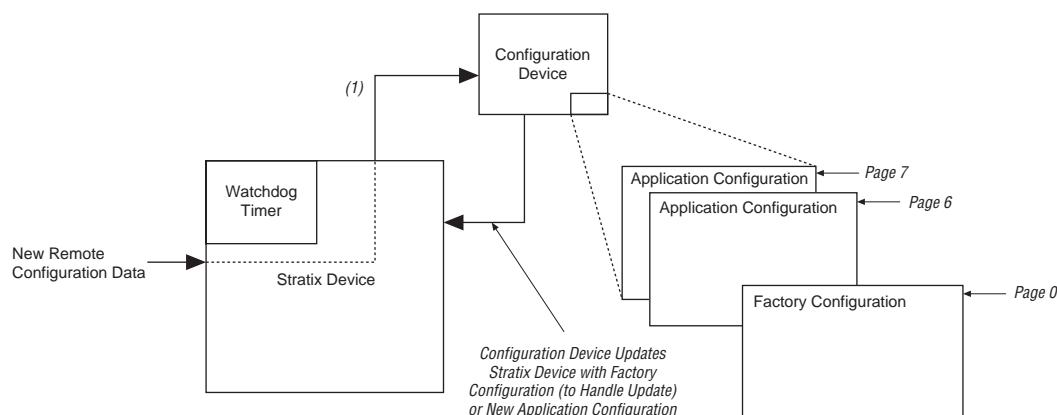 Configuration
Device
(1)
Application Configuration
Page 7
Watchdog
Timer
Application Configuration
Page 6
New Remote
Configuration Data
Stratix Device
Factory Configuration
Page 0
Configuration Device Updates
Stratix Device with Factory
Configuration (to Handle Update)
or New Application Configuration